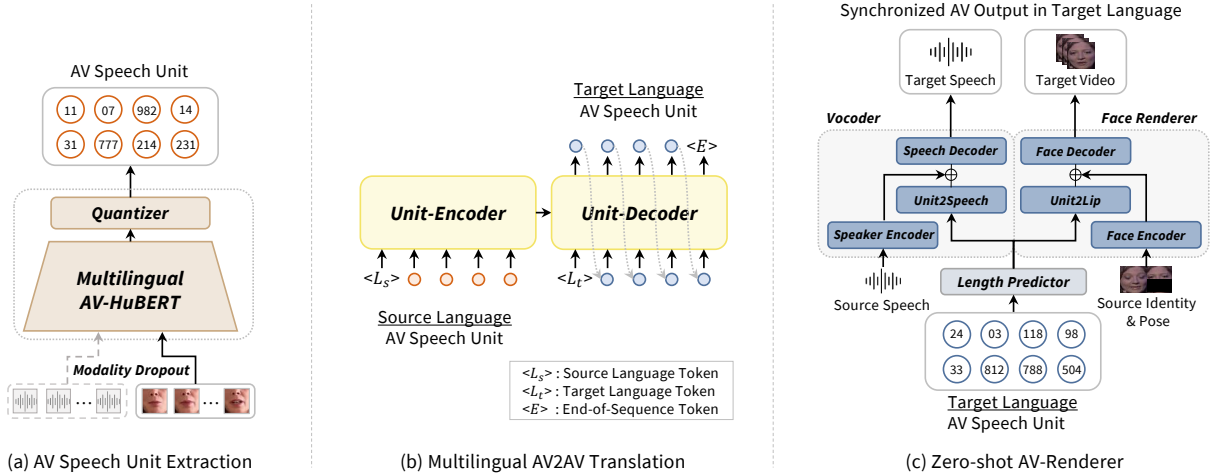 AV Speech Unit
11 07 982 14
31 777 214 231
Quantizer
Multilingual
AV-HuBERT
Modality Dropout
(a) AV Speech Unit Extraction
Target Language
AV Speech Unit
<E>
Unit-Encoder
Unit-Decoder
<Ls>
<Lt>
Source Language
AV Speech Unit
<Ls> : Source Language Token
<Lt> : Target Language Token
<E> : End-of-Sequence Token
(b) Multilingual AV2AV Translation
Synchronized AV Output in Target Language
Target Speech
Target Video
Vocoder
Face Renderer
Speech Decoder
Face Decoder
Unit2Speech
Unit2Lip
Speaker Encoder
Face Encoder
Source Speech
Length Predictor
Source Identity
& Pose
24 03 118 98
33 812 788 504
Target Language
AV Speech Unit
(c) Zero-shot AV-Renderer